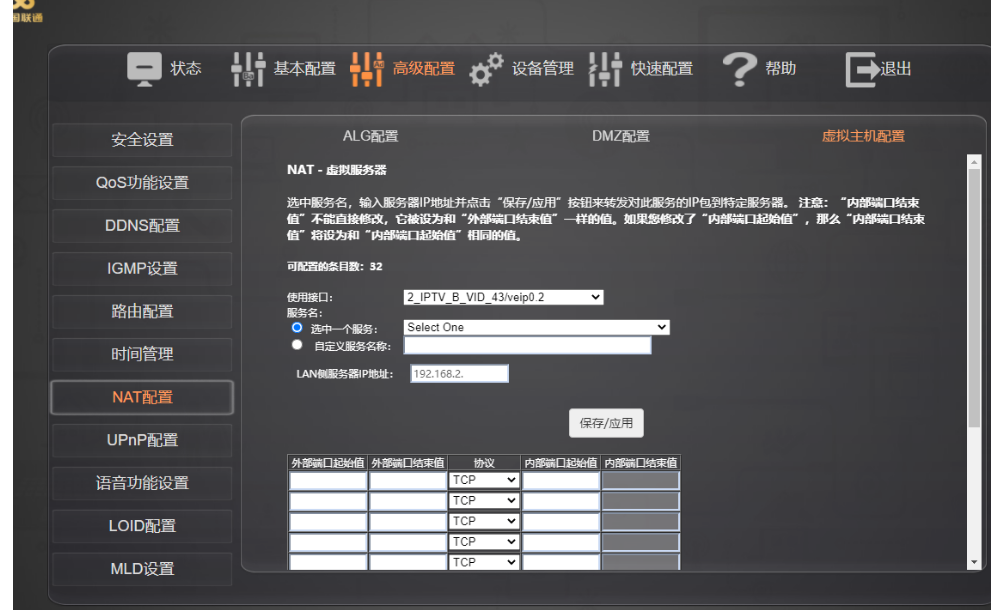 国联通
状态 基本配置 高级配置 设备管理 快速配置 帮助 退出
安全设置
QoS功能设置
DDNS配置
IGMP设置
路由配置
时间管理
NAT配置
UPnP配置
语音功能设置
LOID配置
MLD设置
ALG配置 DMZ配置 虚拟主机配置
NAT - 虚拟服务器
选中服务名，输入服务器IP地址并点击“保存/应用”按钮来转发对此服务的IP包到特定服务器。注意：“内部端口结束
值”不能直接修改，它被设为和“外部端口结束值”一样的值。如果您修改了“内部端口起始值”，那么“内部端口结束
值”将设为和“内部端口起始值”相同的值。
可配置的条目数：32
使用接口： 2_IPTV_B_VID_43/veip0.2
服务名：
选中一个服务： Select One
自定义服务名称：
LAN侧服务器IP地址： 192.168.2.
保存/应用
外部端口起始值 外部端口结束值 协议 内部端口起始值 内部端口结束值
TCP
TCP
TCP
TCP
TCP